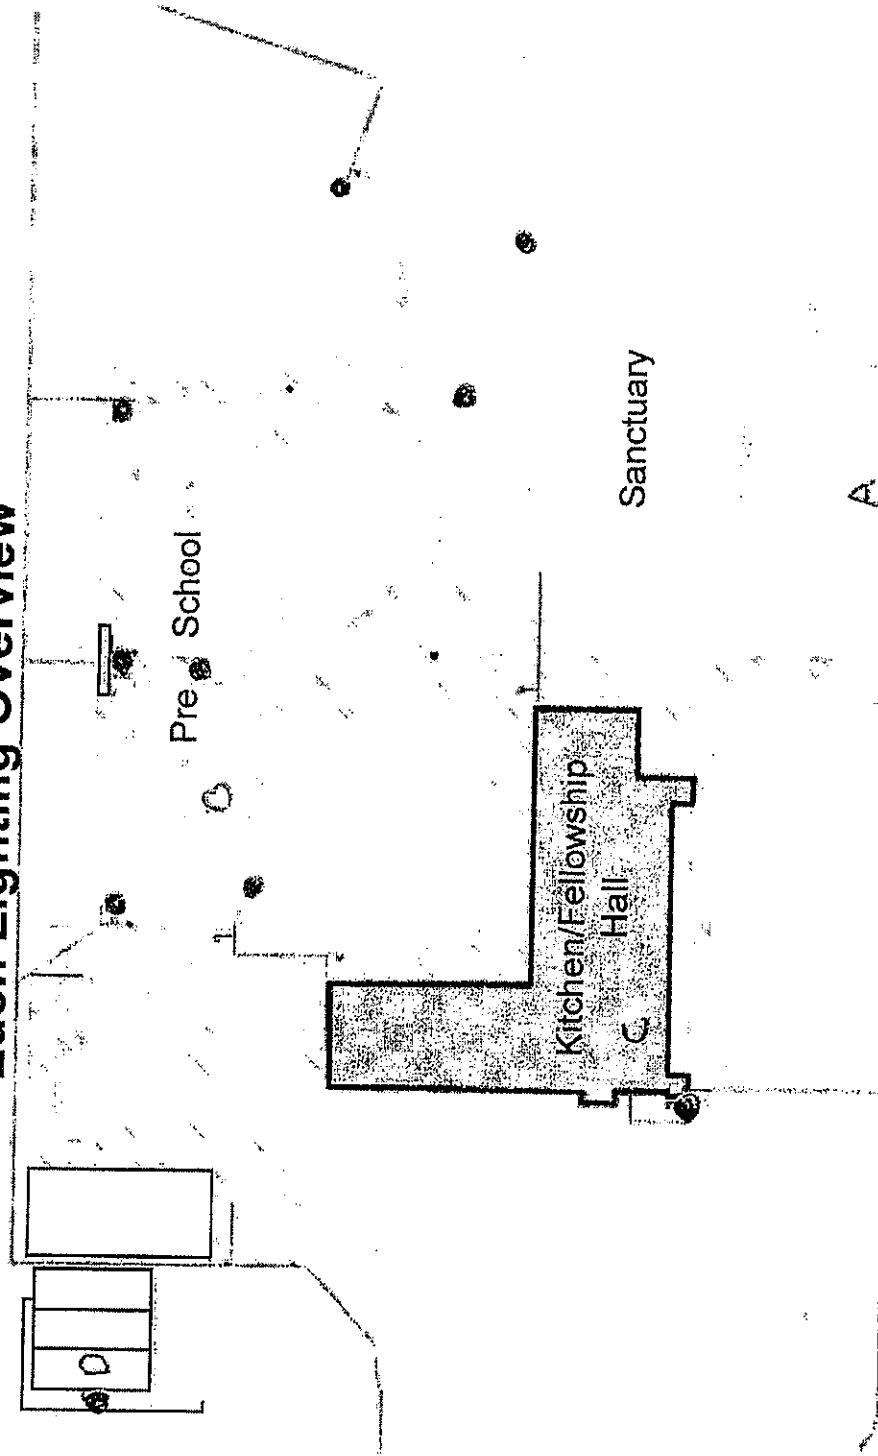 Lighting Overview
Pre School
Sanctuary
Kitchen/Fellowship
Hall
A
C
D